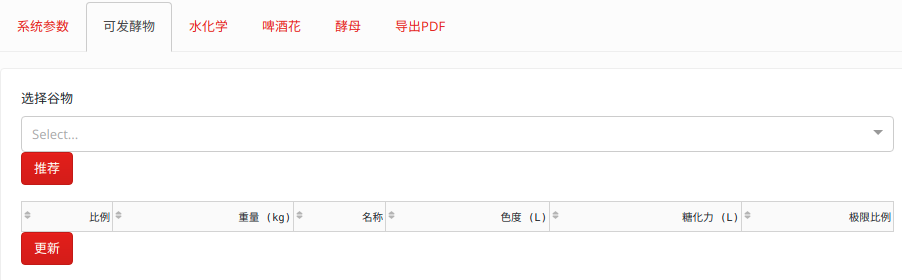 系统参数 可发酵物 水化学 啤酒花 酵母 导出PDF
选择谷物
Select...
推荐
比例 重量 (kg) 名称 色度 (L) 糖化力 (L) 极限比例
更新